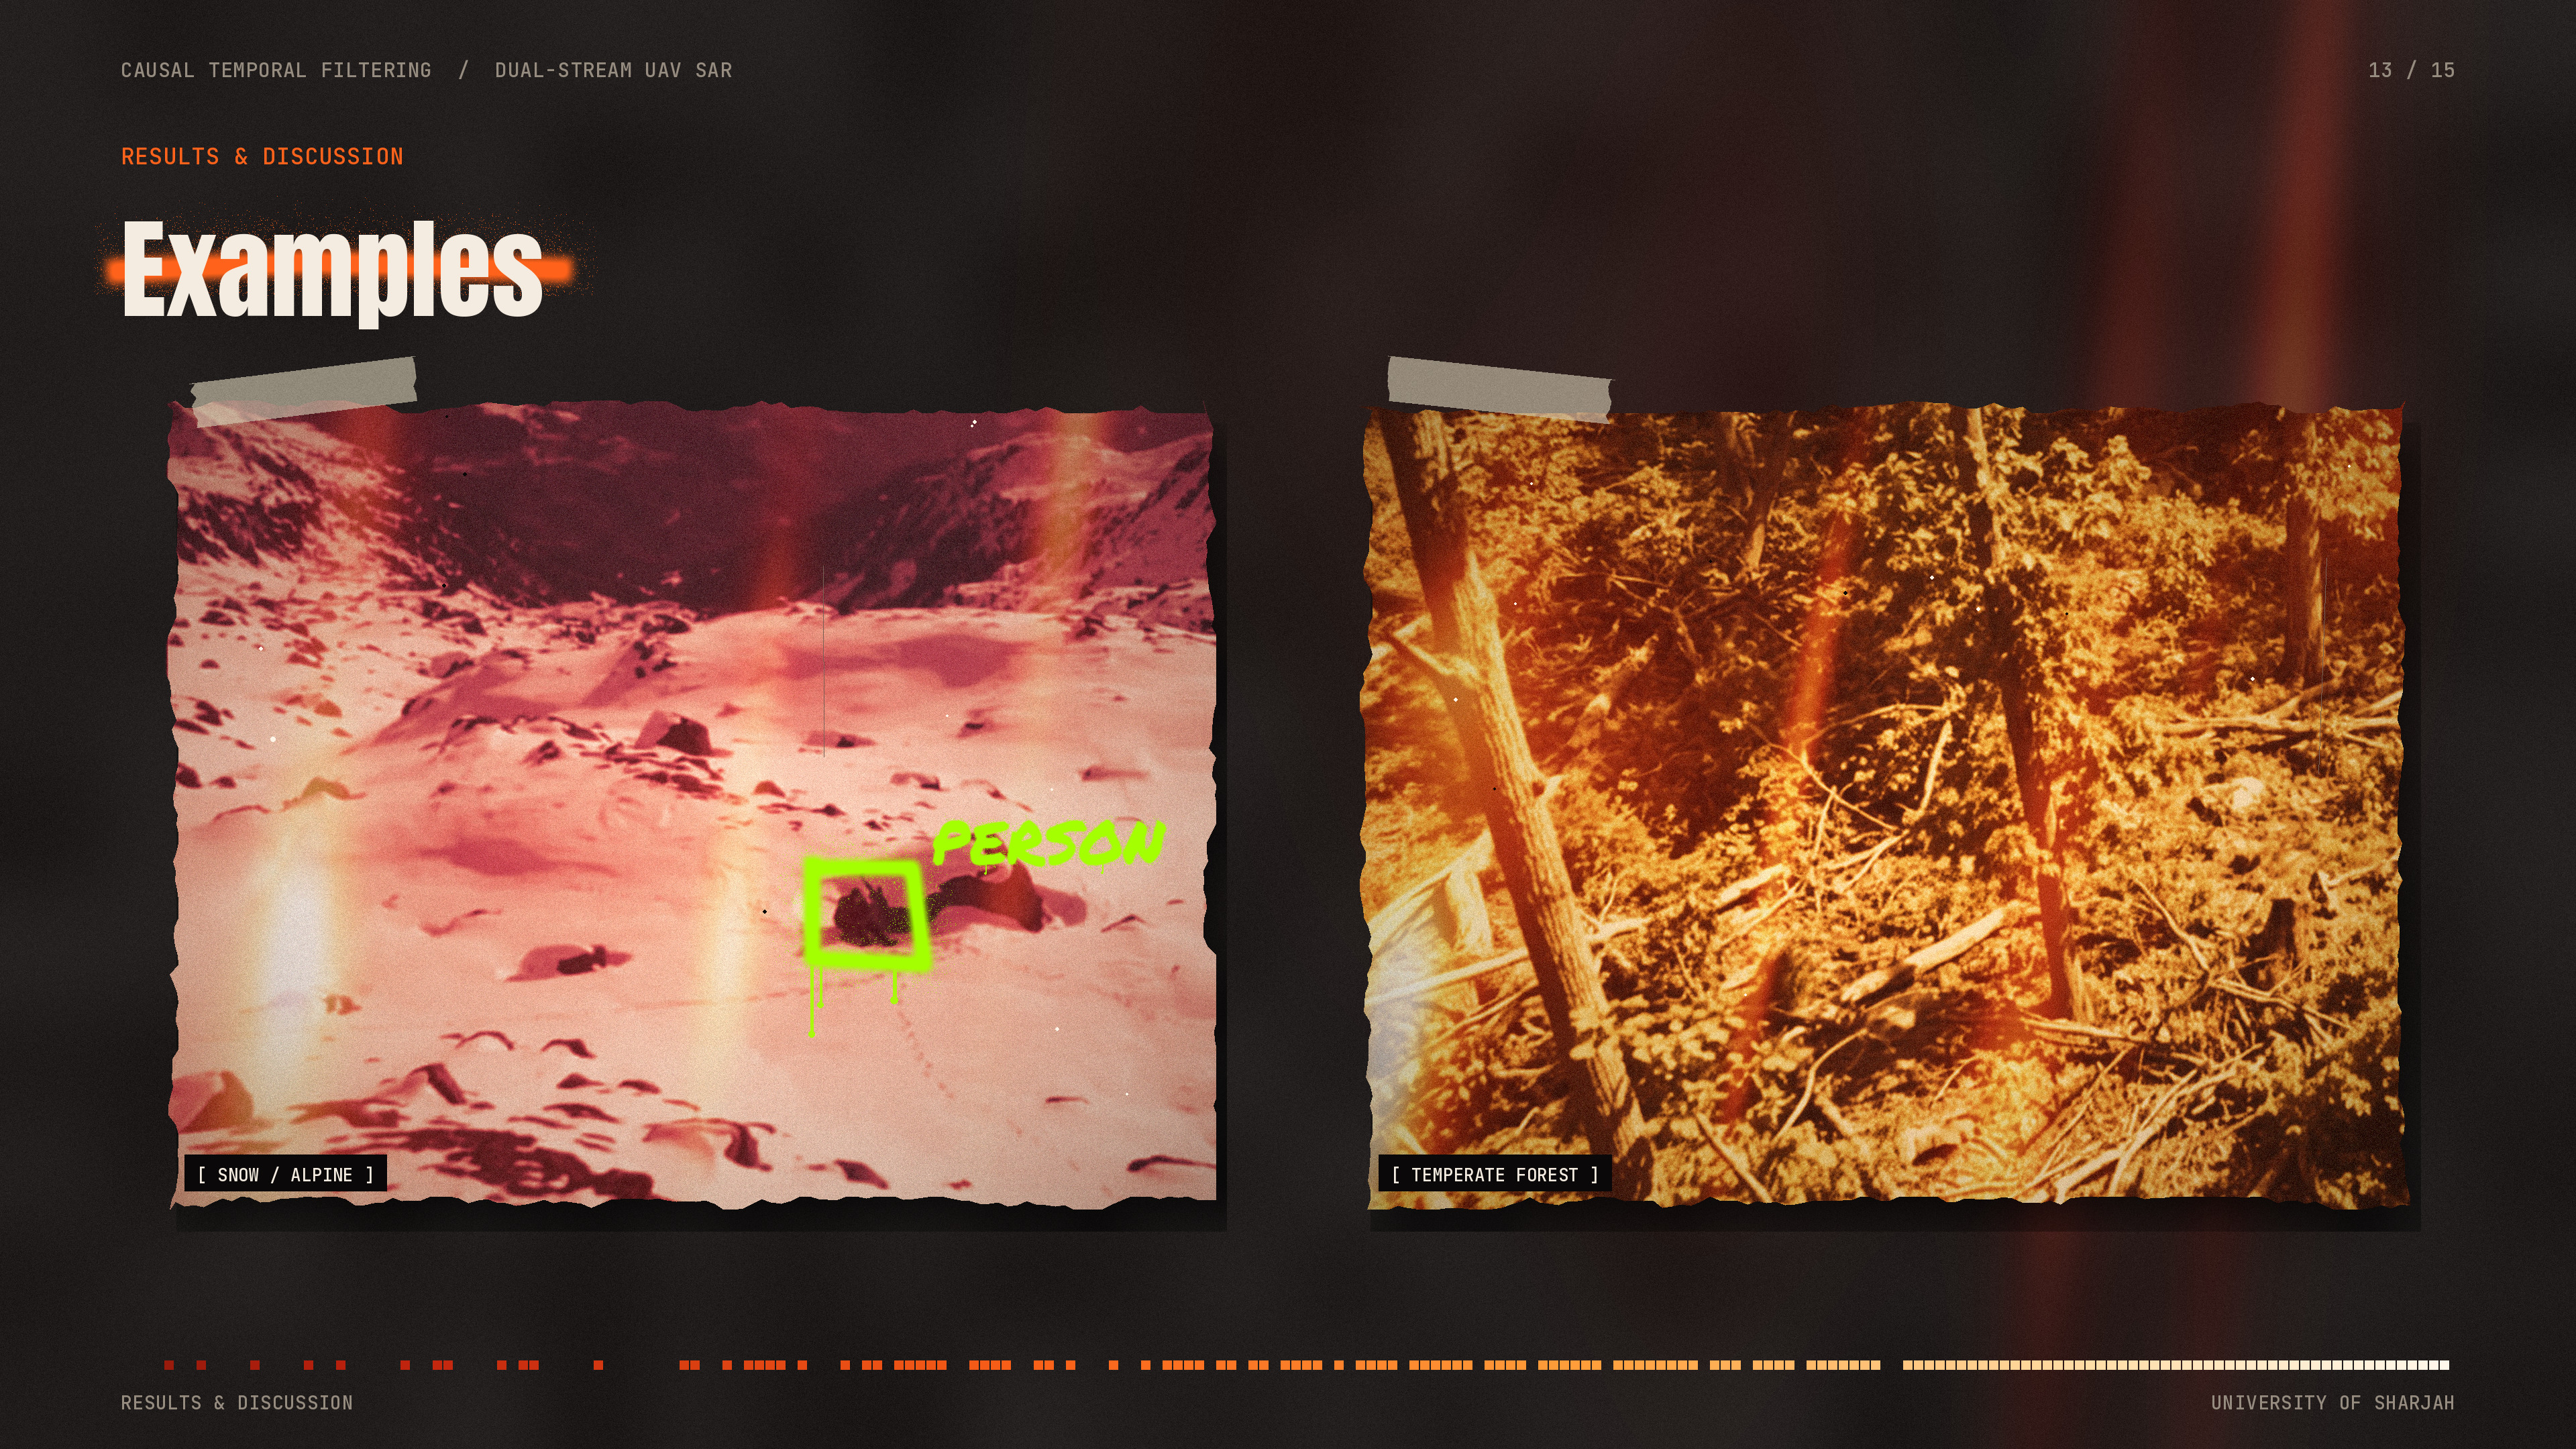 CAUSAL TEMPORAL FILTERING / DUAL-STREAM UAV SAR
13 / 15
RESULTS & DISCUSSION
Examples
PERSON
[ SNOW / ALPINE ]
[ TEMPERATE FOREST ]
RESULTS & DISCUSSION
UNIVERSITY OF SHARJAH